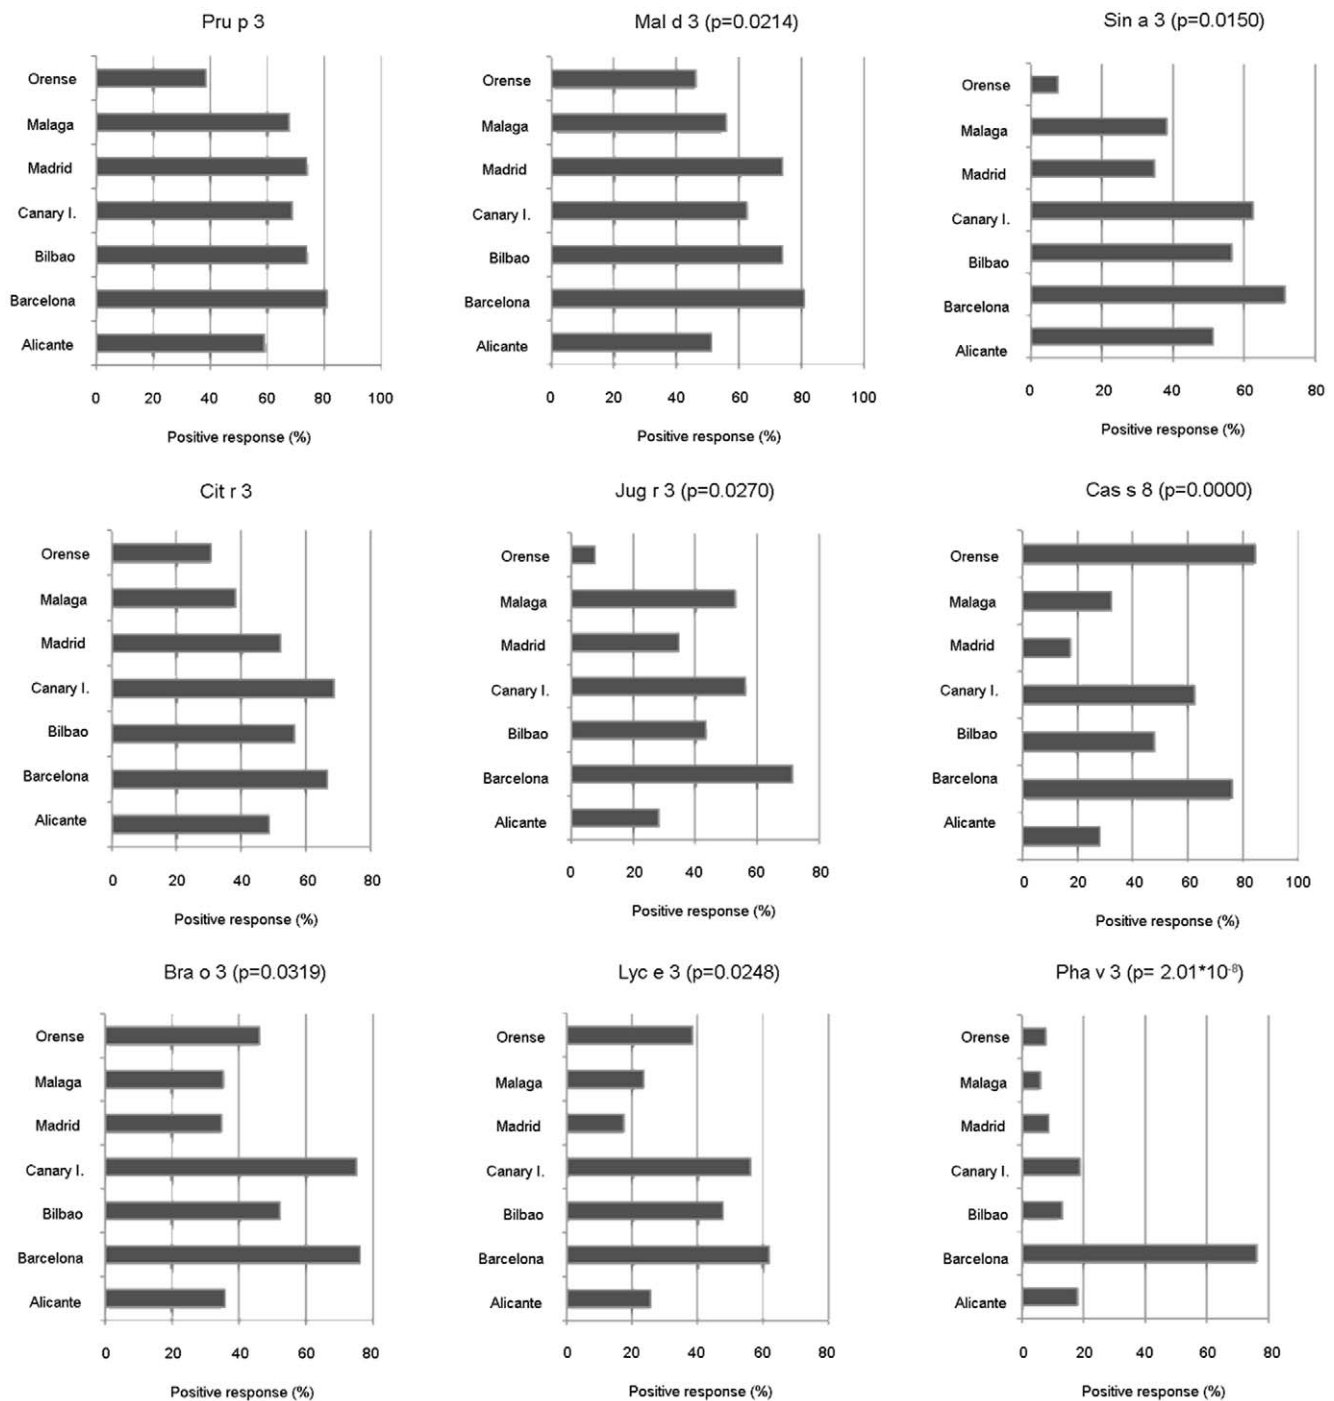 Pru p 3
Orense
Malaga
Madrid
Canary I.
Bilbao
Barcelona
Alicante
0 20 40 60 80 100
Positive response (%)
Mal d 3 (p=0.0214)
Orense
Malaga
Madrid
Canary I.
Bilbao
Barcelona
Alicante
0 20 40 60 80 100
Positive response (%)
Sin a 3 (p=0.0150)
Orense
Malaga
Madrid
Canary I.
Bilbao
Barcelona
Alicante
0 20 40 60 80
Positive response (%)
Cit r 3
Orense
Malaga
Madrid
Canary I.
Bilbao
Barcelona
Alicante
0 20 40 60 80
Positive response (%)
Jug r 3 (p=0.0270)
Orense
Malaga
Madrid
Canary I.
Bilbao
Barcelona
Alicante
0 20 40 60 80
Positive response (%)
Cas s 8 (p=0.0000)
Orense
Malaga
Madrid
Canary I.
Bilbao
Barcelona
Alicante
0 20 40 60 80 100
Positive response (%)
Bra o 3 (p=0.0319)
Orense
Malaga
Madrid
Canary I.
Bilbao
Barcelona
Alicante
0 20 40 60 80
Positive response (%)
Lyc e 3 (p=0.0248)
Orense
Malaga
Madrid
Canary I.
Bilbao
Barcelona
Alicante
0 20 40 60 80
Positive response (%)
Pha v 3 (p= 2.01*10⁻⁸)
Orense
Malaga
Madrid
Canary I.
Bilbao
Barcelona
Alicante
0 20 40 60 80
Positive response (%)